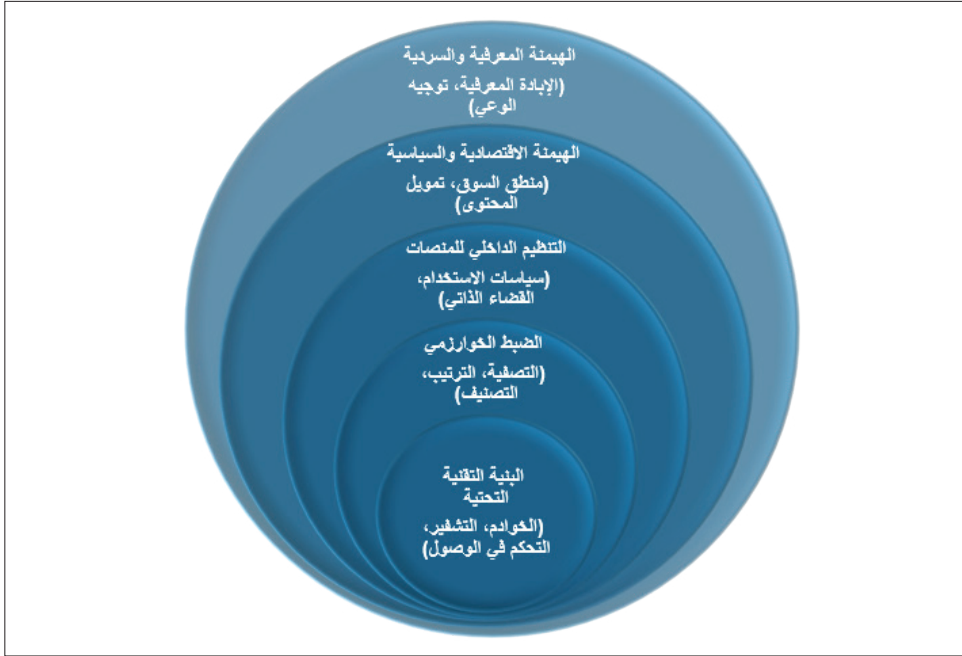 الهيمنة المعرفية والسردية
(الإبادة المعرفية، توجيه
الوعي)
الهيمنة الاقتصادية والسياسية
(منطق السوق، تمويل
المحتوى)
التنظيم الداخلي للمنصات
(سياسات الاستخدام،
القضاء الذاتي)
الضبط الخوارزمي
(التصفية، الترتيب،
التصنيف)
البنية التقنية
التحتية
(الخوادم، التشفير،
التحكم في الوصول)